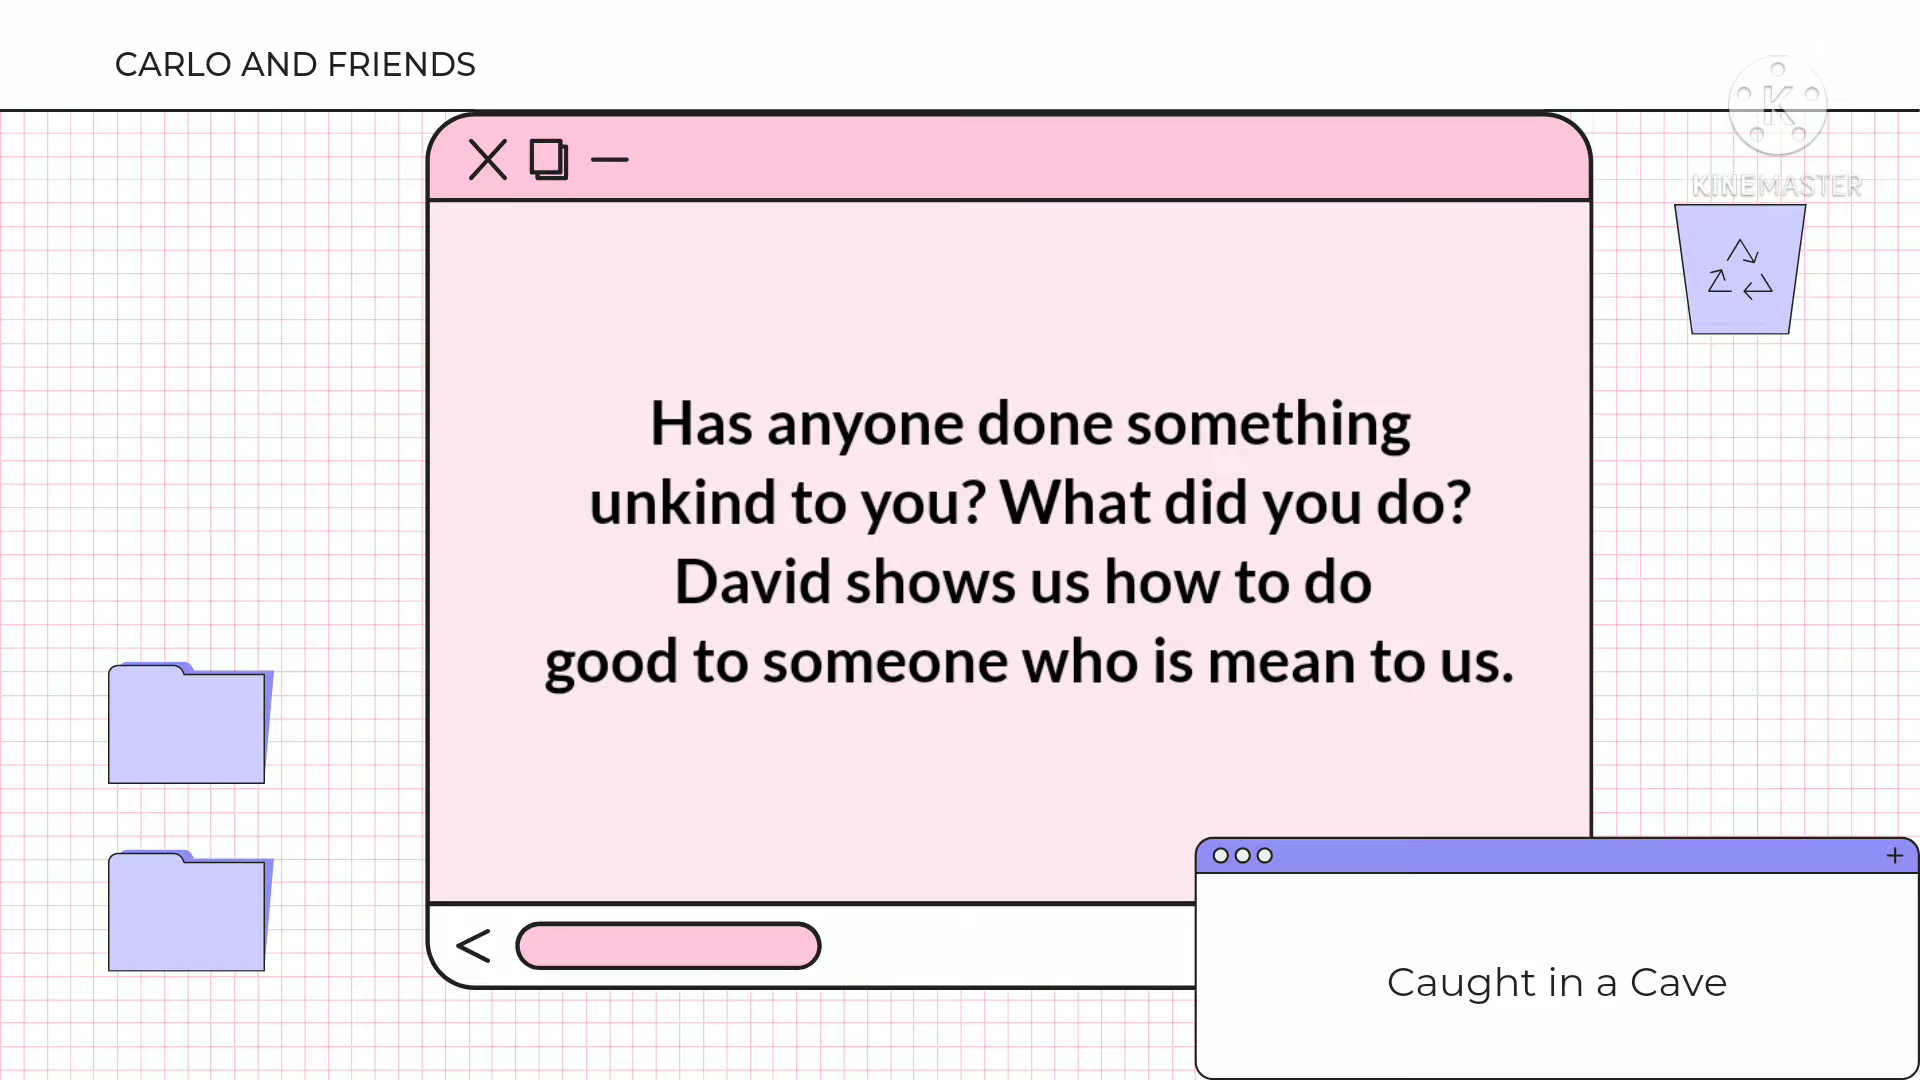 CARLO AND FRIENDS
K
KINEMASTER
Has anyone done something
unkind to you? What did you do?
David shows us how to do
good to someone who is mean to us.
Caught in a Cave